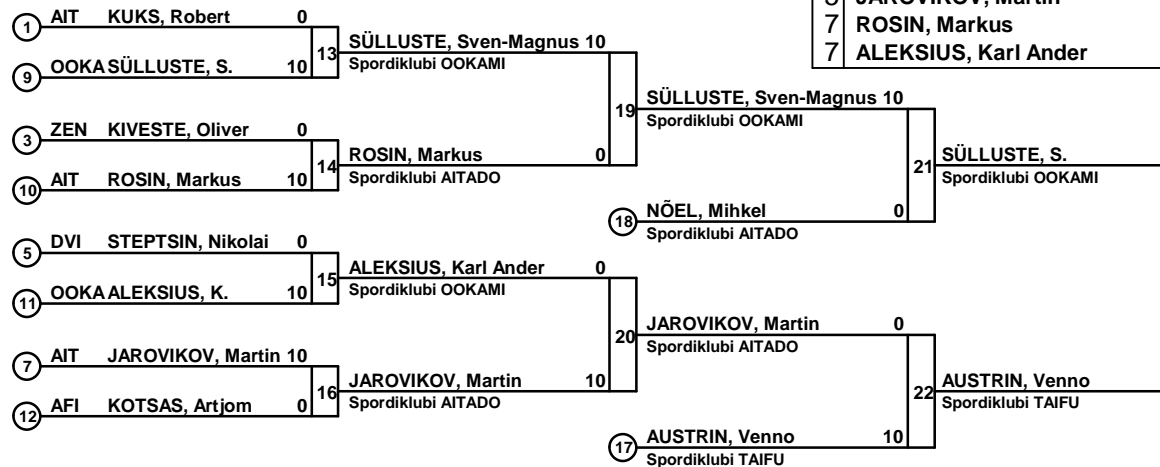 5 JAROVIKOV, Martin
7 ROSIN, Markus
7 ALEKSIUS, Karl Ander
1 AIT KUKS, Robert 0
13 SÜLLUSTE, Sven-Magnus 10
Spordiklubi OOKAMI
9 OOKA SÜLLUSTE, S. 10
19 SÜLLUSTE, Sven-Magnus 10
Spordiklubi OOKAMI
3 ZEN KIVESTE, Oliver 0
14 ROSIN, Markus 0
Spordiklubi AITADO
10 AIT ROSIN, Markus 10
21 SÜLLUSTE, S.
Spordiklubi OOKAMI
18 NÕEL, Mihkel 0
Spordiklubi AITADO
5 DVI STEPTSIN, Nikolai 0
15 ALEKSIUS, Karl Ander 0
Spordiklubi OOKAMI
11 OOKA ALEKSIUS, K. 10
20 JAROVIKOV, Martin 0
Spordiklubi AITADO
7 AIT JAROVIKOV, Martin 10
16 JAROVIKOV, Martin 10
Spordiklubi AITADO
12 AFI KOTSAS, Artjom 0
22 AUSTRIN, Venno
Spordiklubi TAIFU
17 AUSTRIN, Venno 10
Spordiklubi TAIFU